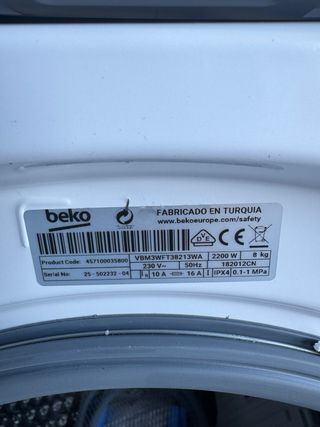 beko
FABRICADO EN TURQUIA
www.bekoeurope.com/safety
VDE
Product Code: 457100035800 VBM3WFT38213WA 2200 W 8 kg
230 V~ 50Hz 182012CN
Serial No: 25-502232-04 10 A 16 A IPX4 0.1-1 MPa